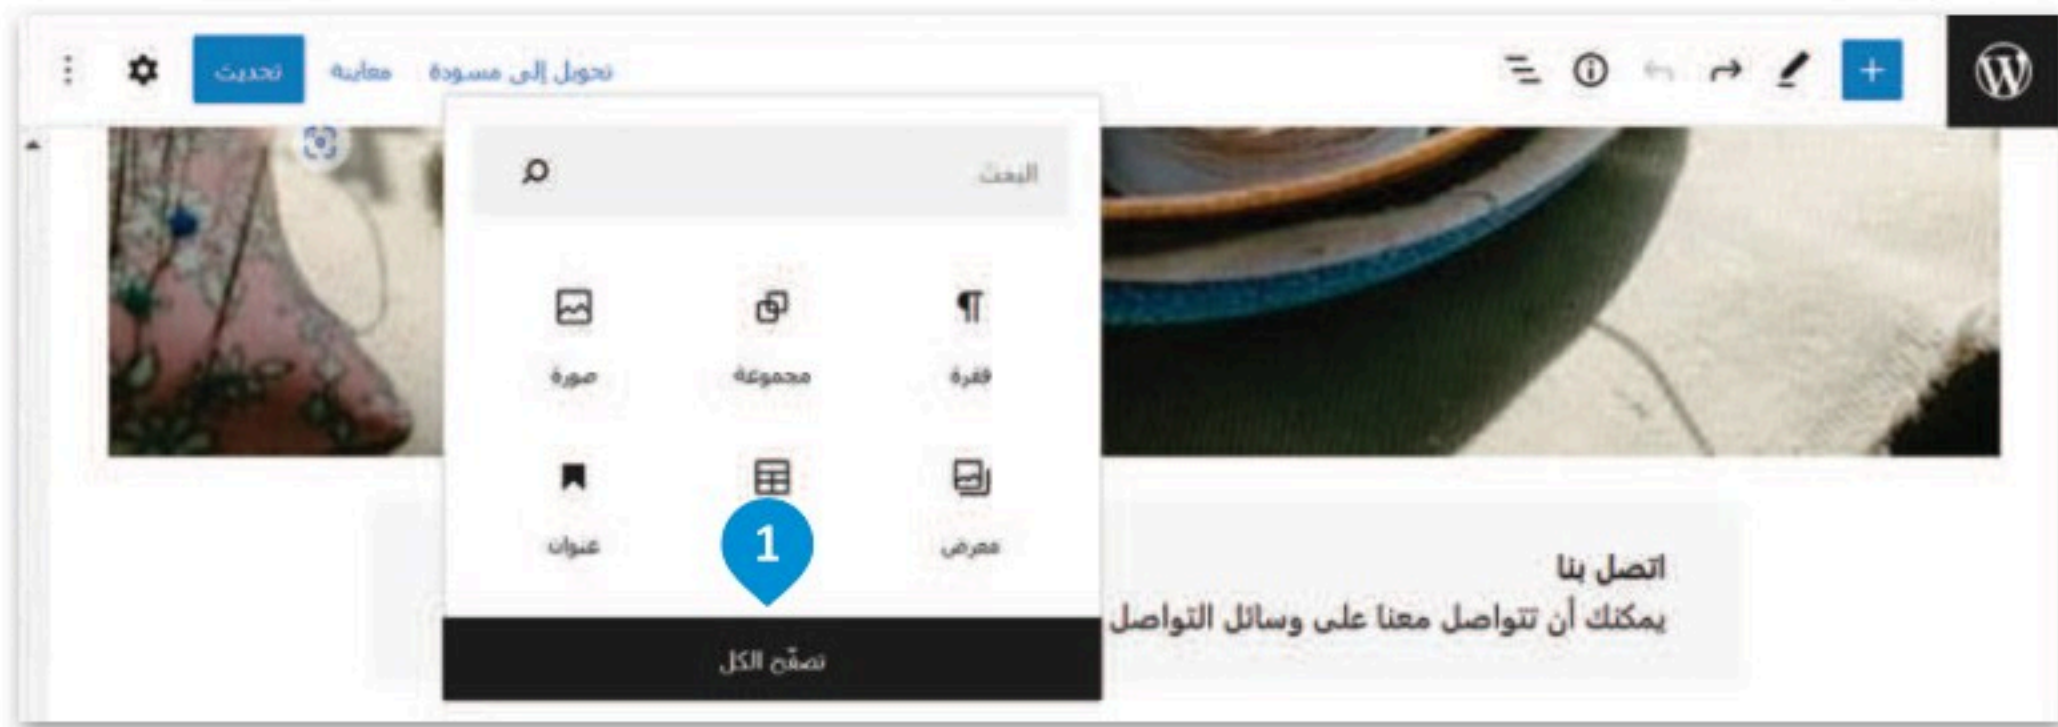 تحويل إلى مسودة معاينة تحديث
البحث
فقرة مجموعة صورة
معرض 1 عنوان
تصفّح الكل
اتصل بنا
يمكنك أن تتواصل معنا على وسائل التواصل